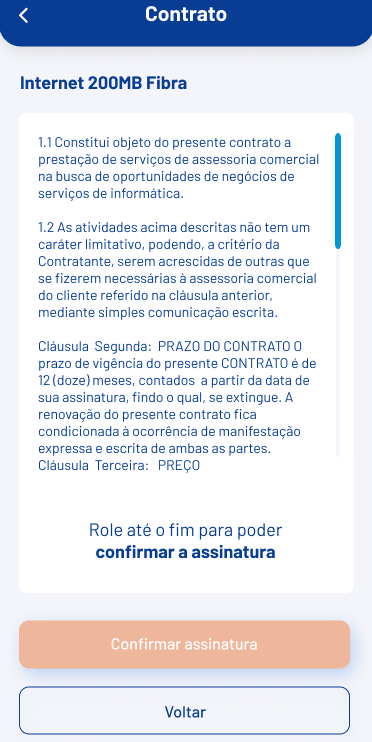 Contrato
Internet 200MB Fibra
1.1 Constitui objeto do presente contrato a
prestação de serviços de assessoria comercial
na busca de oportunidades de negócios de
serviços de informática.
1.2 As atividades acima descritas não tem um
caráter limitativo, podendo, a critério da
Contratante, serem acrescidas de outras que
se fizerem necessárias à assessoria comercial
do cliente referido na cláusula anterior,
mediante simples comunicação escrita.
Cláusula Segunda: PRAZO DO CONTRATO O
prazo de vigência do presente CONTRATO é de
12 (doze) meses, contados a partir da data de
sua assinatura, findo o qual, se extingue. A
renovação do presente contrato fica
condicionada à ocorrência de manifestação
expressa e escrita de ambas as partes.
Cláusula Terceira: PREÇO
Role até o fim para poder
confirmar a assinatura
Confirmar assinatura
Voltar